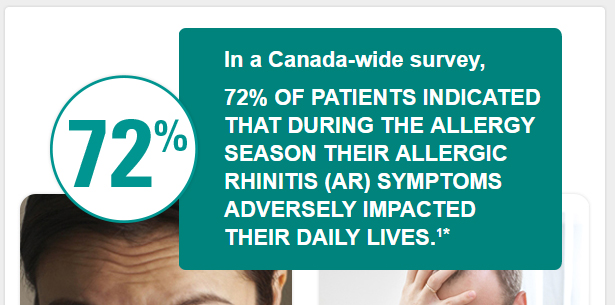 In a Canada-wide survey,
72%
72% OF PATIENTS INDICATED
THAT DURING THE ALLERGY
SEASON THEIR ALLERGIC
RHINITIS (AR) SYMPTOMS
ADVERSELY IMPACTED
THEIR DAILY LIVES.¹*